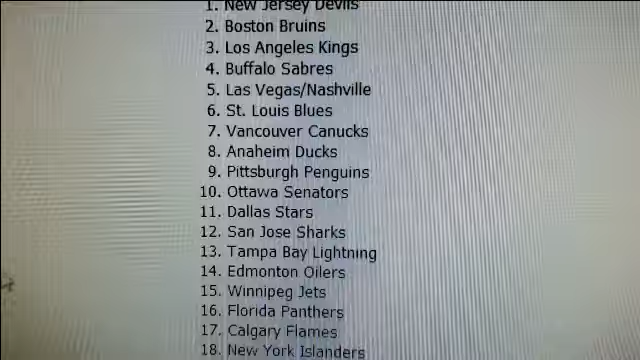 1. New Jersey Devils
2. Boston Bruins
3. Los Angeles Kings
4. Buffalo Sabres
5. Las Vegas/Nashville
6. St. Louis Blues
7. Vancouver Canucks
8. Anaheim Ducks
9. Pittsburgh Penguins
10. Ottawa Senators
11. Dallas Stars
12. San Jose Sharks
13. Tampa Bay Lightning
14. Edmonton Oilers
15. Winnipeg Jets
16. Florida Panthers
17. Calgary Flames
18. New York Islanders